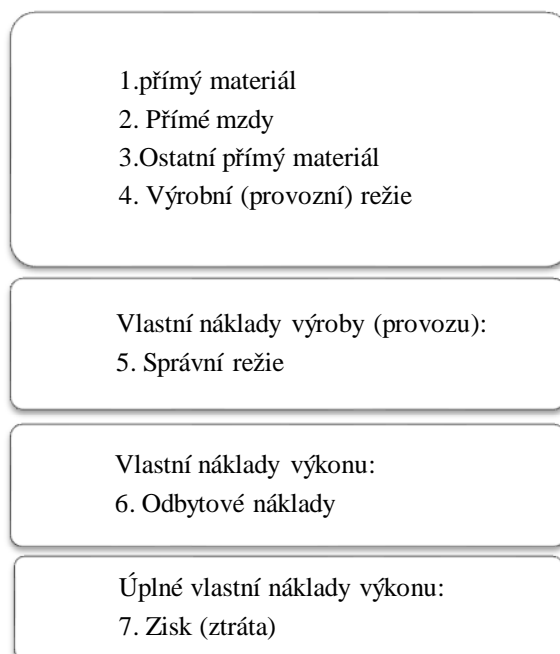 1.přímý materiál
2. Přímé mzdy
3.Ostatní přímý materiál
4. Výrobní (provozní) režie
Vlastní náklady výroby (provozu):
5. Správní režie
Vlastní náklady výkonu:
6. Odbytové náklady
Úplné vlastní náklady výkonu:
7. Zisk (ztráta)